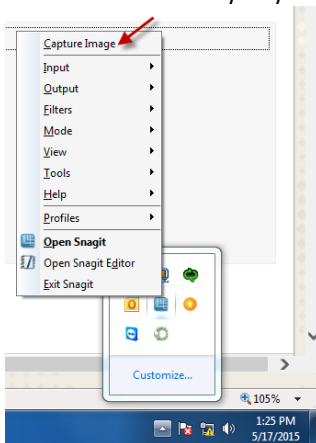 Capture Image
Input
Output
Filters
Mode
View
Tools
Help
Profiles
Open Snagit
Open Snagit Editor
Exit Snagit
Customize...
105%
1:25 PM
5/17/2015